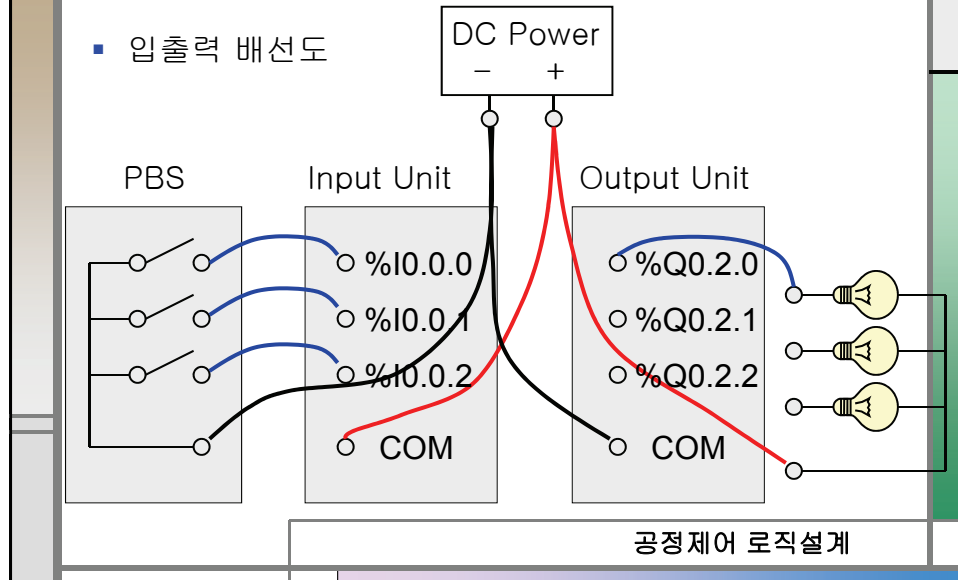 ▪ 입출력 배선도
DC Power
− +
PBS
Input Unit
Output Unit
%I0.0.0
%I0.0.1
%I0.0.2
COM
%Q0.2.0
%Q0.2.1
%Q0.2.2
COM
공정제어 로직설계